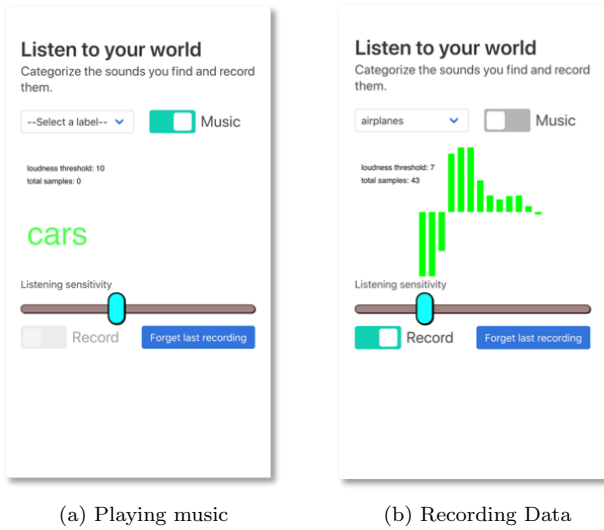 Listen to your world
Categorize the sounds you find and record
them.
--Select a label--
Music
loudness threshold: 10
total samples: 0
cars
Listening sensitivity
Record
Forget last recording
(a) Playing music
Listen to your world
Categorize the sounds you find and record
them.
airplanes
Music
loudness threshold: 7
total samples: 43
Listening sensitivity
Record
Forget last recording
(b) Recording Data